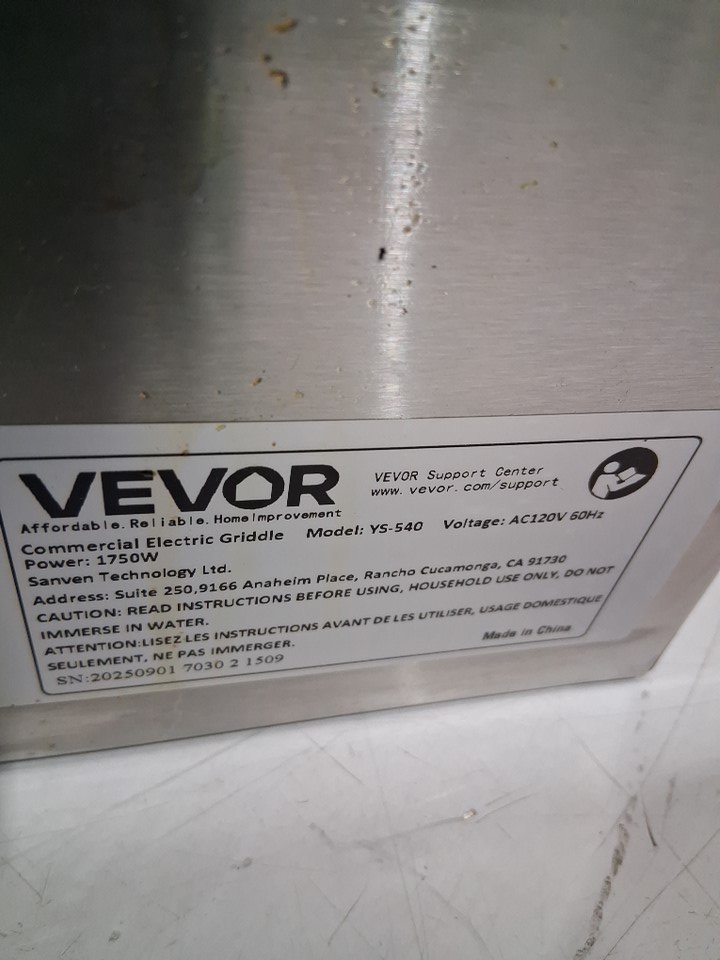 VEVOR
Affordable. Reliable. Home Improvement
VEVOR Support Center
www.vevor.com/support
Commercial Electric Griddle Model: YS-540 Voltage: AC120V 60Hz
Power: 1750W
Sanven Technology Ltd.
Address: Suite 250,9166 Anaheim Place, Rancho Cucamonga, CA 91730
CAUTION: READ INSTRUCTIONS BEFORE USING, HOUSEHOLD USE ONLY, DO NOT
IMMERSE IN WATER.
ATTENTION:LISEZ LES INSTRUCTIONS AVANT DE LES UTILISER, USAGE DOMESTIQUE
SEULEMENT, NE PAS IMMERGER.
Made in China
SN:20250901 7030 2 1509